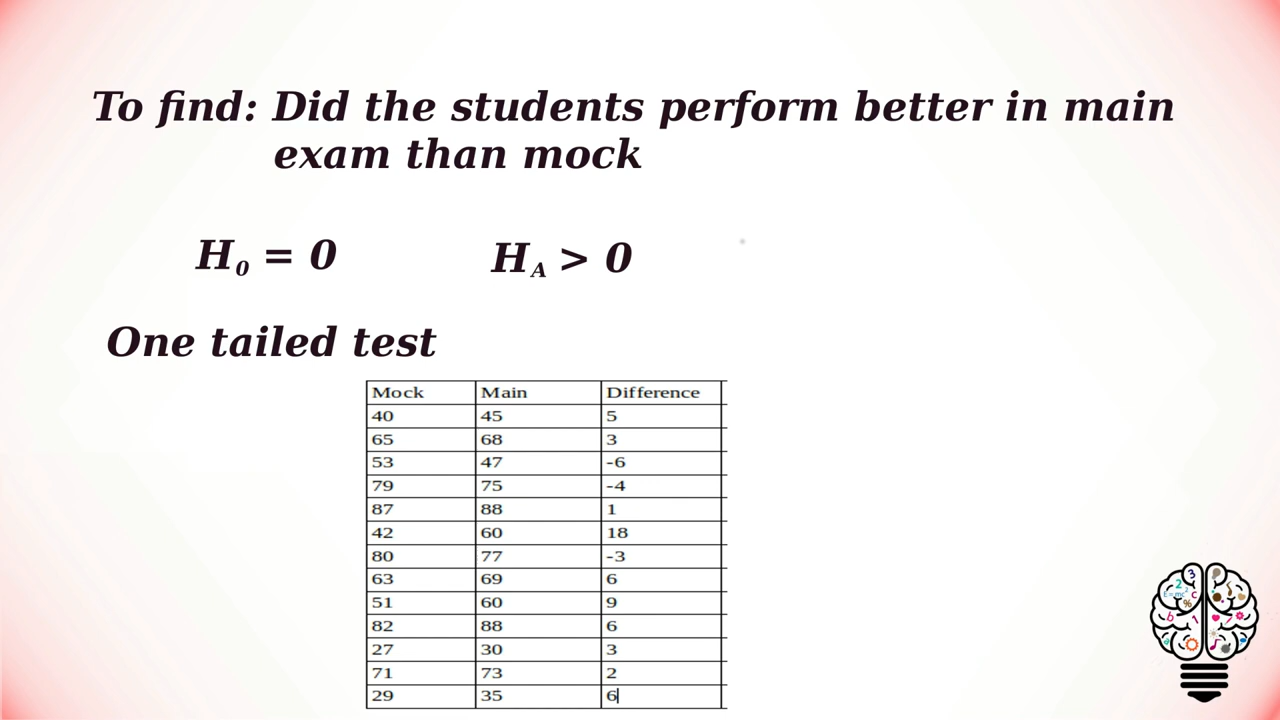 To find: Did the students perform better in main
exam than mock
H₀ = 0 Hₐ > 0
One tailed test
Mock Main Difference
40 45 5
65 68 3
53 47 -6
79 75 -4
87 88 1
42 60 18
80 77 -3
63 69 6
51 60 9
82 88 6
27 30 3
71 73 2
29 35 6